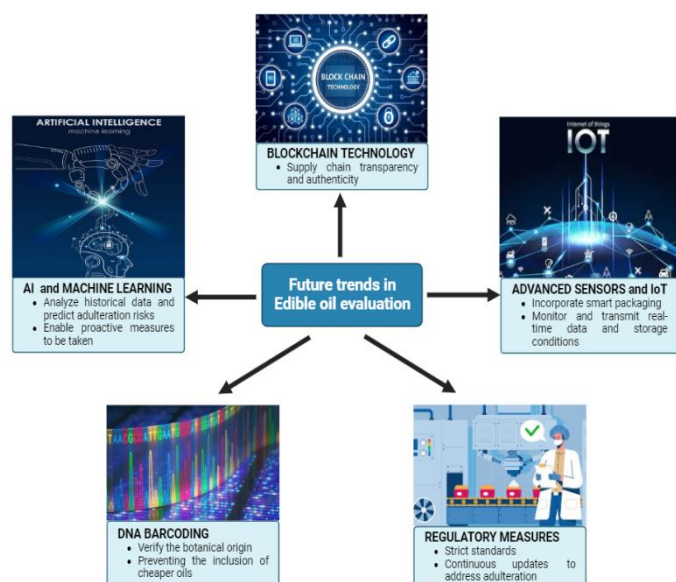 BLOCK CHAIN
TECHNOLOGY
BLOCKCHAIN TECHNOLOGY
• Supply chain transparency
and authenticity
ARTIFICIAL INTELLIGENCE
machine learning
AI and MACHINE LEARNING
• Analyze historical data and
predict adulteration risks
• Enable proactive measures
to be taken
Future trends in
Edible oil evaluation
Internet of things
IOT
ADVANCED SENSORS and IoT
• Incorporate smart packaging
• Monitor and transmit real-
time data and storage
conditions
DNA BARCODING
• Verify the botanical origin
• Preventing the inclusion of
cheaper oils
REGULATORY MEASURES
• Strict standards
• Continuous updates to
address adulteration